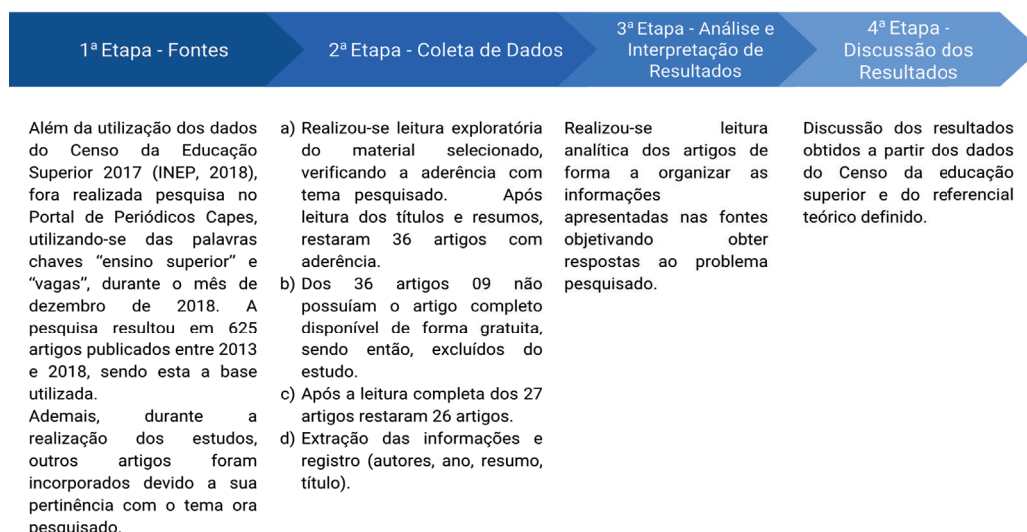 1ª Etapa - Fontes
2ª Etapa - Coleta de Dados
3ª Etapa - Análise e
Interpretação de
Resultados
4ª Etapa -
Discussão dos
Resultados
Além da utilização dos dados
do Censo da Educação
Superior 2017 (INEP, 2018),
fora realizada pesquisa no
Portal de Periódicos Capes,
utilizando-se das palavras
chaves “ensino superior” e
“vagas”, durante o mês de
dezembro de 2018. A
pesquisa resultou em 625
artigos publicados entre 2013
e 2018, sendo esta a base
utilizada.
Ademais, durante a
realização dos estudos,
outros artigos foram
incorporados devido a sua
pertinência com o tema ora
pesquisado.
a) Realizou-se leitura exploratória
do material selecionado,
verificando a aderência com
tema pesquisado. Após
leitura dos títulos e resumos,
restaram 36 artigos com
aderência.
b) Dos 36 artigos 09 não
possuíam o artigo completo
disponível de forma gratuita,
sendo então, excluídos do
estudo.
c) Após a leitura completa dos 27
artigos restaram 26 artigos.
d) Extração das informações e
registro (autores, ano, resumo,
título).
Realizou-se leitura
analítica dos artigos de
forma a organizar as
informações
apresentadas nas fontes
objetivando obter
respostas ao problema
pesquisado.
Discussão dos resultados
obtidos a partir dos dados
do Censo da educação
superior e do referencial
teórico definido.